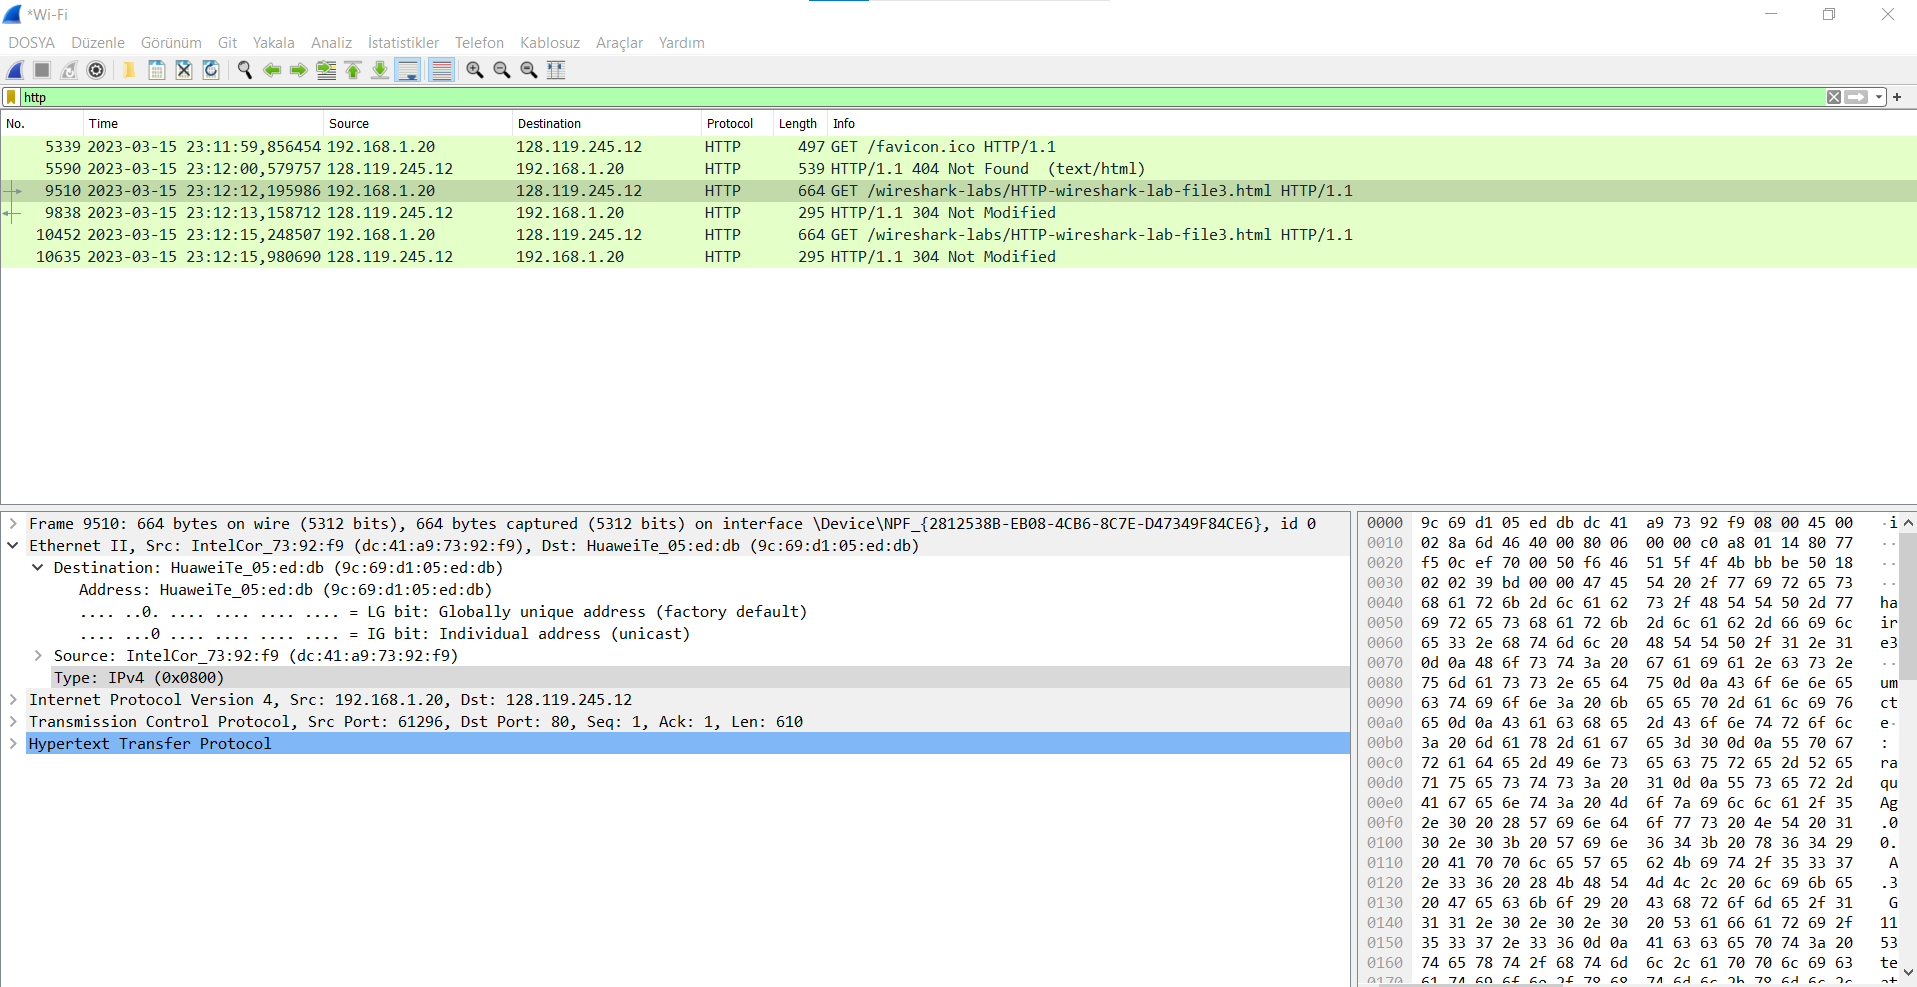 *Wi-Fi
DOSYA Düzenle Görünüm Git Yakala Analiz İstatistikler Telefon Kablosuz Araçlar Yardım
http
No. Time Source Destination Protocol Length Info
5339 2023-03-15 23:11:59,856454 192.168.1.20 128.119.245.12 HTTP 497 GET /favicon.ico HTTP/1.1
5590 2023-03-15 23:12:00,579757 128.119.245.12 192.168.1.20 HTTP 539 HTTP/1.1 404 Not Found (text/html)
9510 2023-03-15 23:12:12,195986 192.168.1.20 128.119.245.12 HTTP 664 GET /wireshark-labs/HTTP-wireshark-lab-file3.html HTTP/1.1
9838 2023-03-15 23:12:13,158712 128.119.245.12 192.168.1.20 HTTP 295 HTTP/1.1 304 Not Modified
10452 2023-03-15 23:12:15,248507 192.168.1.20 128.119.245.12 HTTP 664 GET /wireshark-labs/HTTP-wireshark-lab-file3.html HTTP/1.1
10635 2023-03-15 23:12:15,980690 128.119.245.12 192.168.1.20 HTTP 295 HTTP/1.1 304 Not Modified
Frame 9510: 664 bytes on wire (5312 bits), 664 bytes captured (5312 bits) on interface \Device\NPF_{2812538B-EB08-4CB6-8C7E-D47349F84CE6}, id 0
Ethernet II, Src: IntelCor_73:92:f9 (dc:41:a9:73:92:f9), Dst: HuaweiTe_05:ed:db (9c:69:d1:05:ed:db)
Destination: HuaweiTe_05:ed:db (9c:69:d1:05:ed:db)
Address: HuaweiTe_05:ed:db (9c:69:d1:05:ed:db)
.... ..0. .... .... .... .... = LG bit: Globally unique address (factory default)
.... ...0 .... .... .... .... = IG bit: Individual address (unicast)
Source: IntelCor_73:92:f9 (dc:41:a9:73:92:f9)
Type: IPv4 (0x0800)
Internet Protocol Version 4, Src: 192.168.1.20, Dst: 128.119.245.12
Transmission Control Protocol, Src Port: 61296, Dst Port: 80, Seq: 1, Ack: 1, Len: 610
Hypertext Transfer Protocol
0000 9c 69 d1 05 ed db dc 41 a9 73 92 f9 08 00 45 00 ·i
0010 02 8a 6d 46 40 00 80 06 00 00 c0 a8 01 14 80 77 ··
0020 f5 0c ef 70 00 50 f6 46 51 5f 4f 4b bb be 50 18 ··
0030 02 02 39 bd 00 00 47 45 54 20 2f 77 69 72 65 73 ··
0040 68 61 72 6b 2d 6c 61 62 73 2f 48 54 54 50 2d 77 ha
0050 69 72 65 73 68 61 72 6b 2d 6c 61 62 2d 66 69 6c ir
0060 65 33 2e 68 74 6d 6c 20 48 54 54 50 2f 31 2e 31 e3
0070 0d 0a 48 6f 73 74 3a 20 67 61 69 61 2e 63 73 2e ··
0080 75 6d 61 73 73 2e 65 64 75 0d 0a 43 6f 6e 6e 65 um
0090 63 74 69 6f 6e 3a 20 6b 65 65 70 2d 61 6c 69 76 ct
00a0 65 0d 0a 43 61 63 68 65 2d 43 6f 6e 74 72 6f 6c e·
00b0 3a 20 6d 61 78 2d 61 67 65 3d 30 0d 0a 55 70 67 :
00c0 72 61 64 65 2d 49 6e 73 65 63 75 72 65 2d 52 65 ra
00d0 71 75 65 73 74 73 3a 20 31 0d 0a 55 73 65 72 2d qu
00e0 41 67 65 6e 74 3a 20 4d 6f 7a 69 6c 6c 61 2f 35 Ag
00f0 2e 30 20 28 57 69 6e 64 6f 77 73 20 4e 54 20 31 .0
0100 30 2e 30 3b 20 57 69 6e 36 34 3b 20 78 36 34 29 0.
0110 20 41 70 70 6c 65 57 65 62 4b 69 74 2f 35 33 37 A
0120 2e 33 36 20 28 4b 48 54 4d 4c 2c 20 6c 69 6b 65 .3
0130 20 47 65 63 6b 6f 29 20 43 68 72 6f 6d 65 2f 31 G
0140 31 31 2e 30 2e 30 2e 30 20 53 61 66 61 72 69 2f 11
0150 35 33 37 2e 33 36 0d 0a 41 63 63 65 70 74 3a 20 53
0160 74 65 78 74 2f 68 74 6d 6c 2c 61 70 70 6c 69 63 te
0170 61 74 69 6f 6e 2f 78 68 74 6d 6c 2b 78 6d 6c 2c at